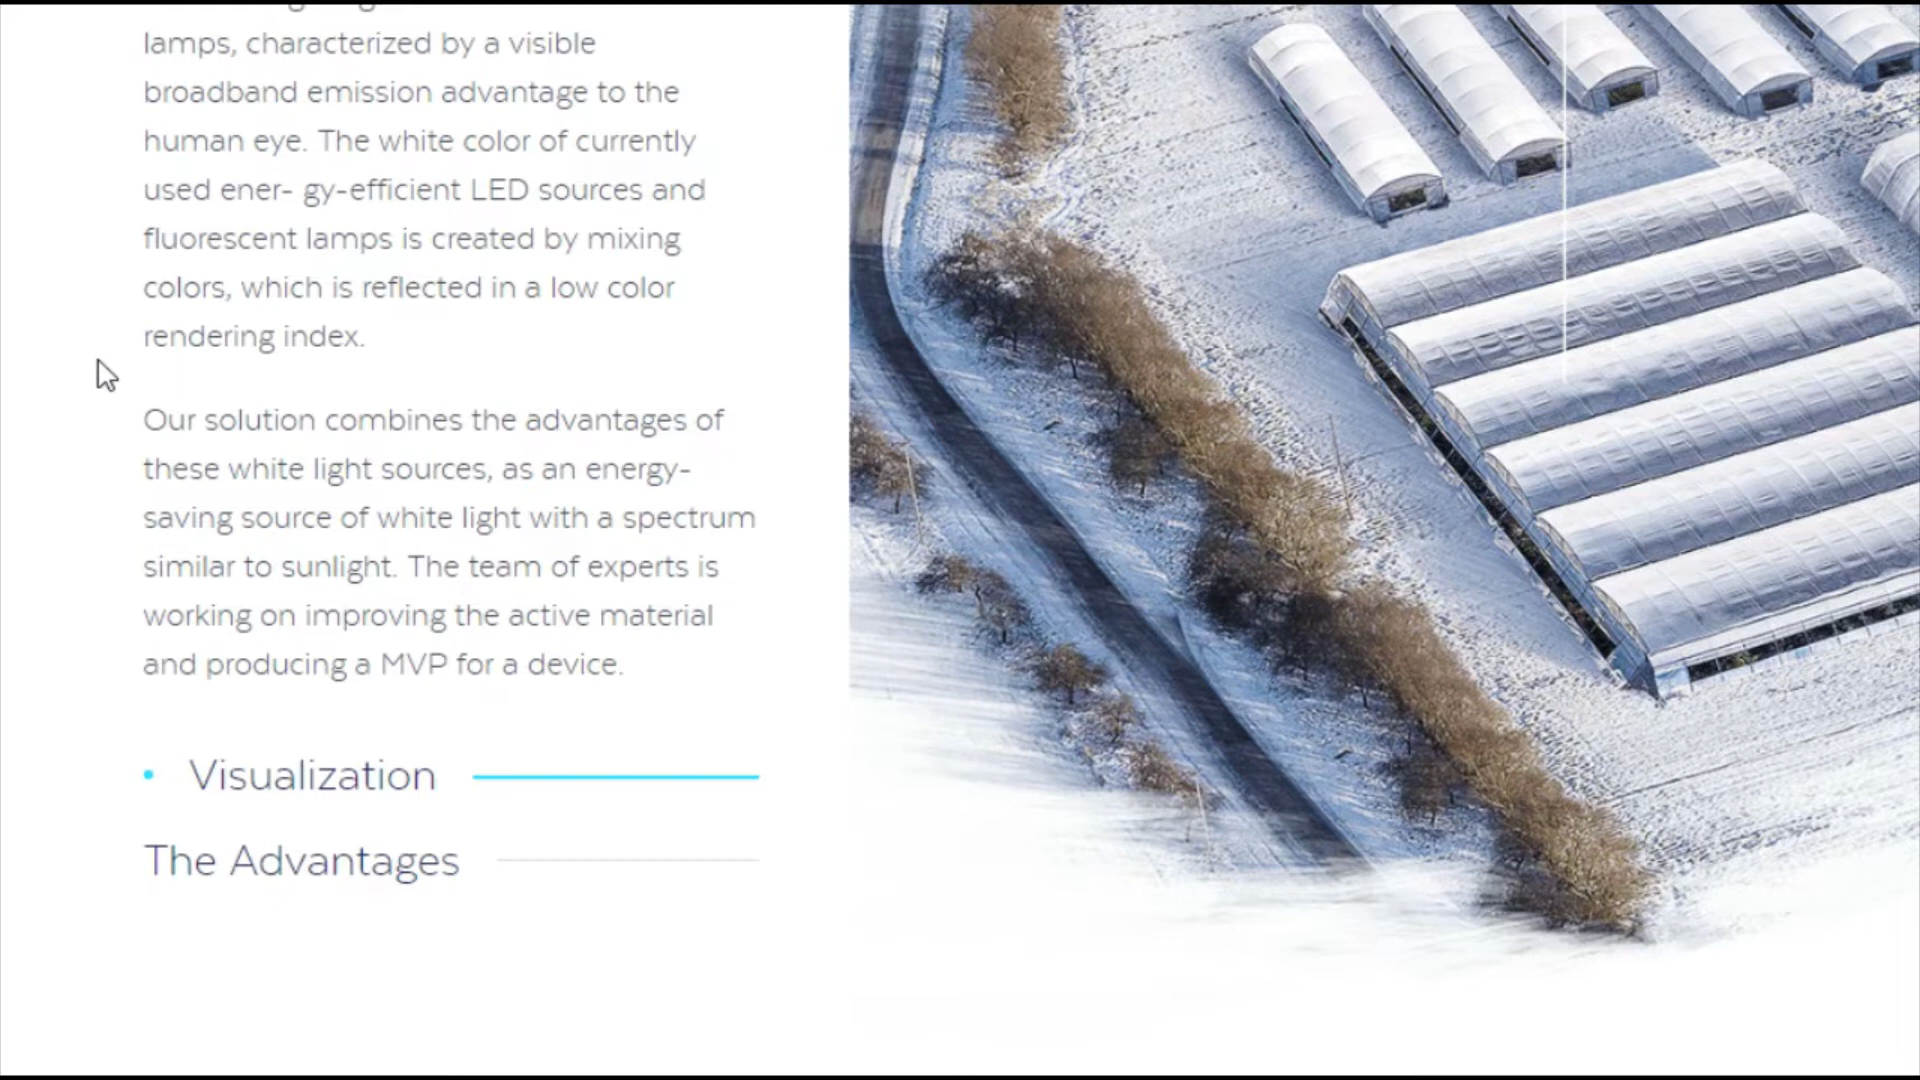 lamps, characterized by a visible
broadband emission advantage to the
human eye. The white color of currently
used ener- gy-efficient LED sources and
fluorescent lamps is created by mixing
colors, which is reflected in a low color
rendering index.
Our solution combines the advantages of
these white light sources, as an energy-
saving source of white light with a spectrum
similar to sunlight. The team of experts is
working on improving the active material
and producing a MVP for a device.
Visualization
The Advantages